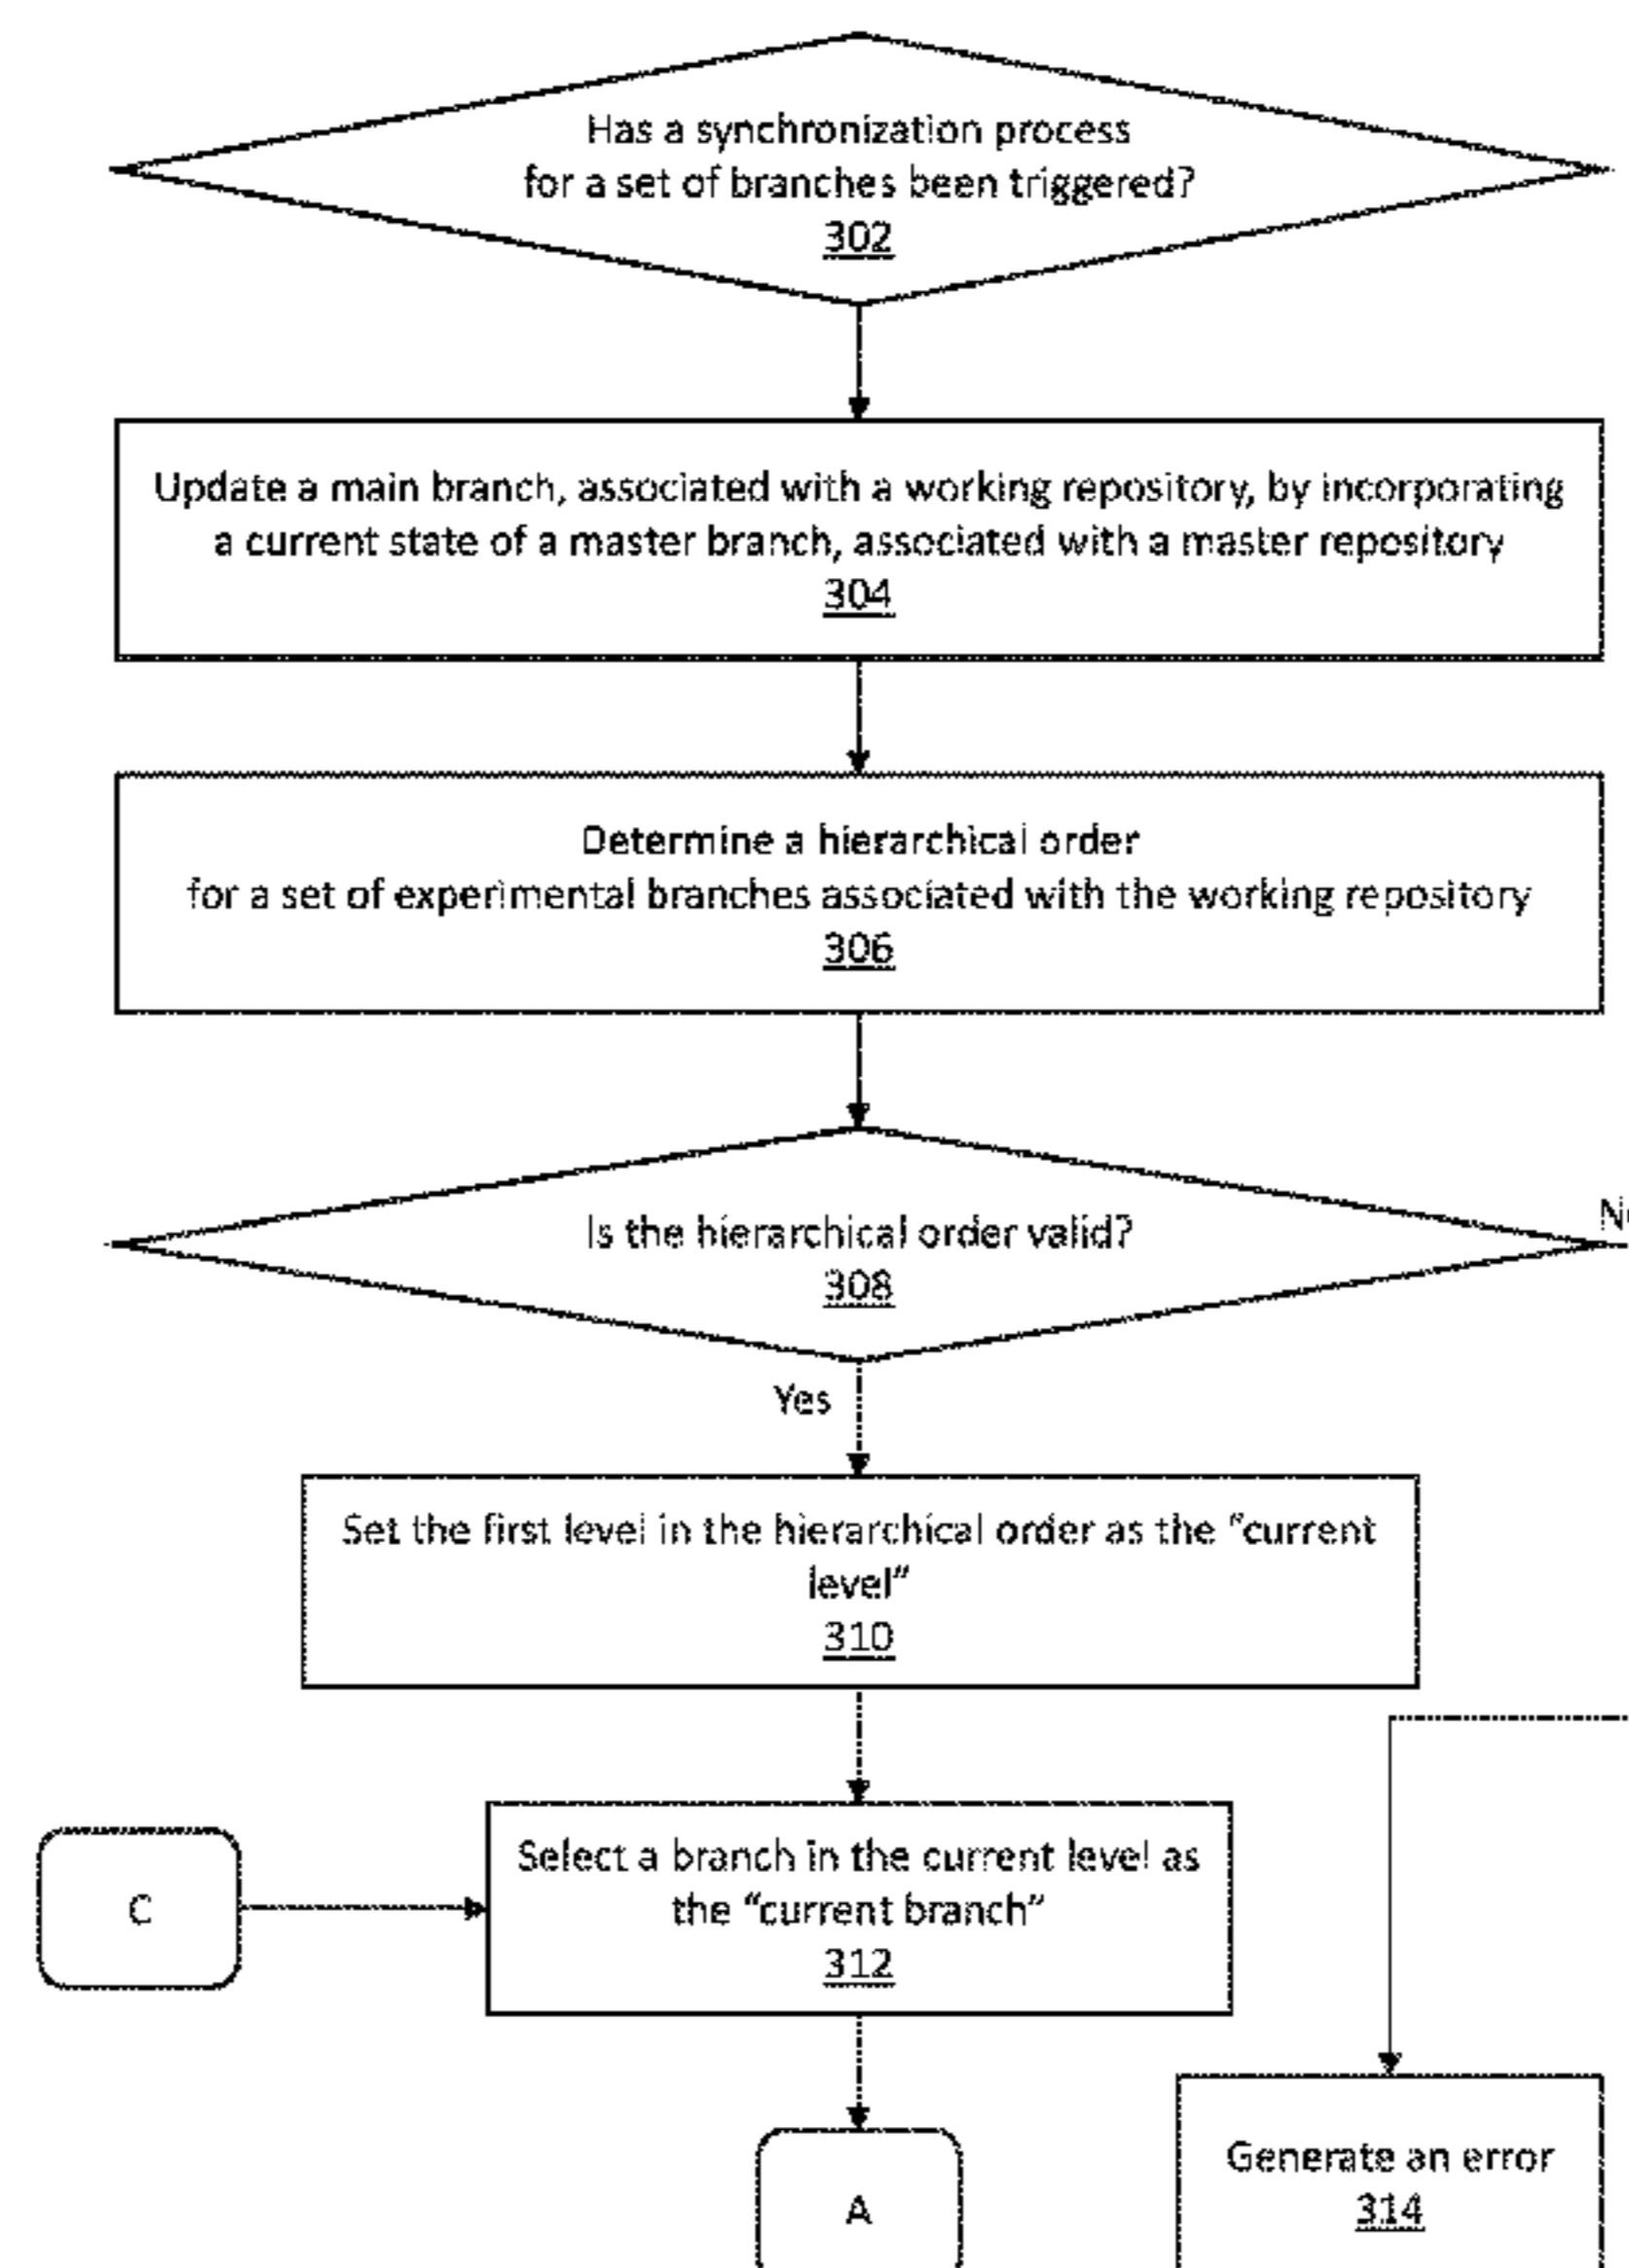 Has a synchronization process
for a set of branches been triggered?
302
Update a main branch, associated with a working repository, by incorporating
a current state of a master branch, associated with a master repository
304
Determine a hierarchical order
for a set of experimental branches associated with the working repository
306
Is the hierarchical order valid?
308
Yes
Set the first level in the hierarchical order as the “current
level”
310
Select a branch in the current level as
the “current branch”
312
C
A
Generate an error
314